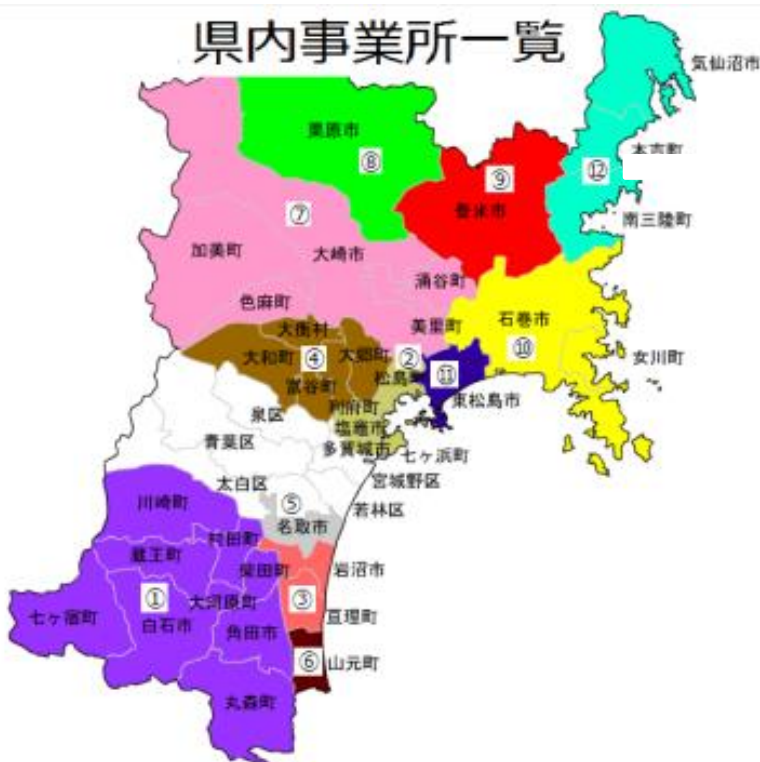 県内事業所一覧
気仙沼市
栗原市
⑧
⑨
⑫
登米市
南三陸町
⑦
加美町
大崎市
涌谷町
色麻町
美里町
石巻市
大衡村
⑩
大和町
④
大郷町
②
女川町
富谷町
⑪
利府町
東松島市
泉区
塩竈市
青葉区
多賀城市
七ヶ浜町
太白区
宮城野区
川崎町
⑤
若林区
名取市
村田町
蔵王町
柴田町
岩沼市
①
大河原町
③
七ヶ宿町
亘理町
白石市
角田市
⑥
山元町
丸森町